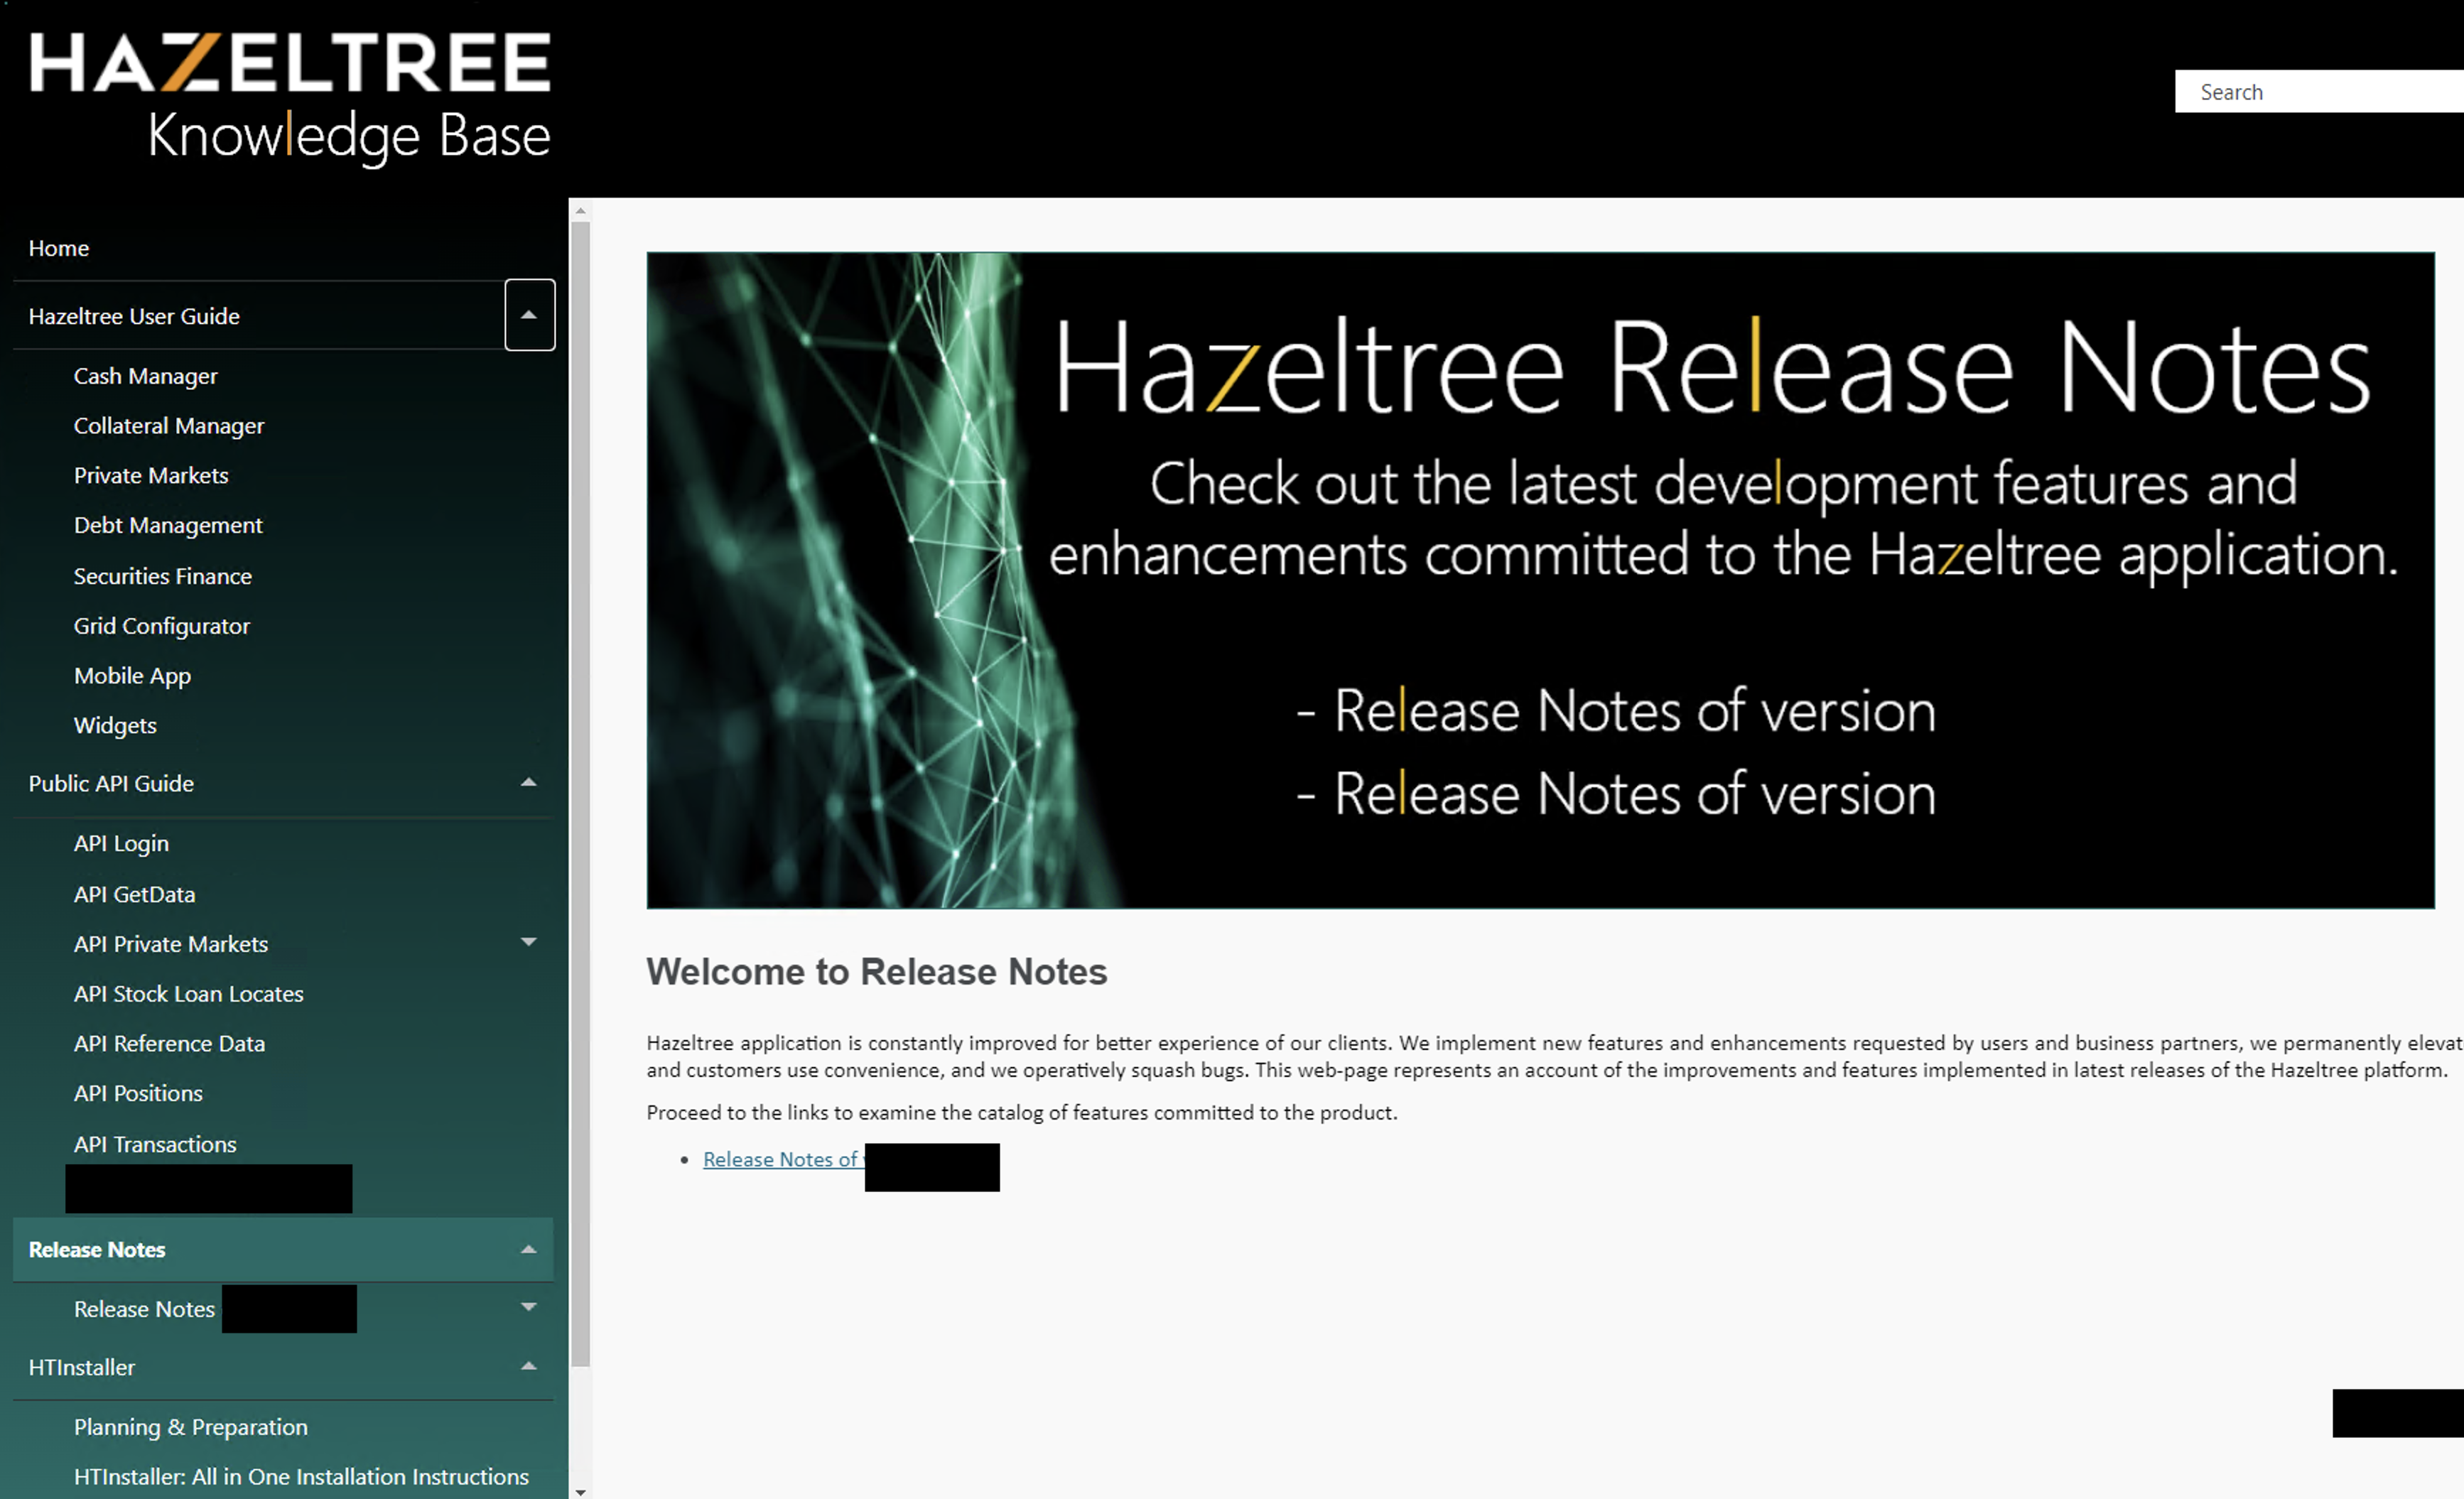 HAZELTREE
Knowledge Base
Search
Home
Hazeltree User Guide
Cash Manager
Collateral Manager
Private Markets
Debt Management
Securities Finance
Grid Configurator
Mobile App
Widgets
Public API Guide
API Login
API GetData
API Private Markets
API Stock Loan Locates
API Reference Data
API Positions
API Transactions
Release Notes
Release Notes
HTInstaller
Planning & Preparation
HTInstaller: All in One Installation Instructions
Hazeltree Release Notes
Check out the latest development features and
enhancements committed to the Hazeltree application.
- Release Notes of version
- Release Notes of version
Welcome to Release Notes
Hazeltree application is constantly improved for better experience of our clients. We implement new features and enhancements requested by users and business partners, we permanently
and customers use convenience, and we operatively squash bugs. This web-page represents an account of the improvements and features implemented in latest releases of the Hazeltree platform.
Proceed to the links to examine the catalog of features committed to the product.
• Release Notes of